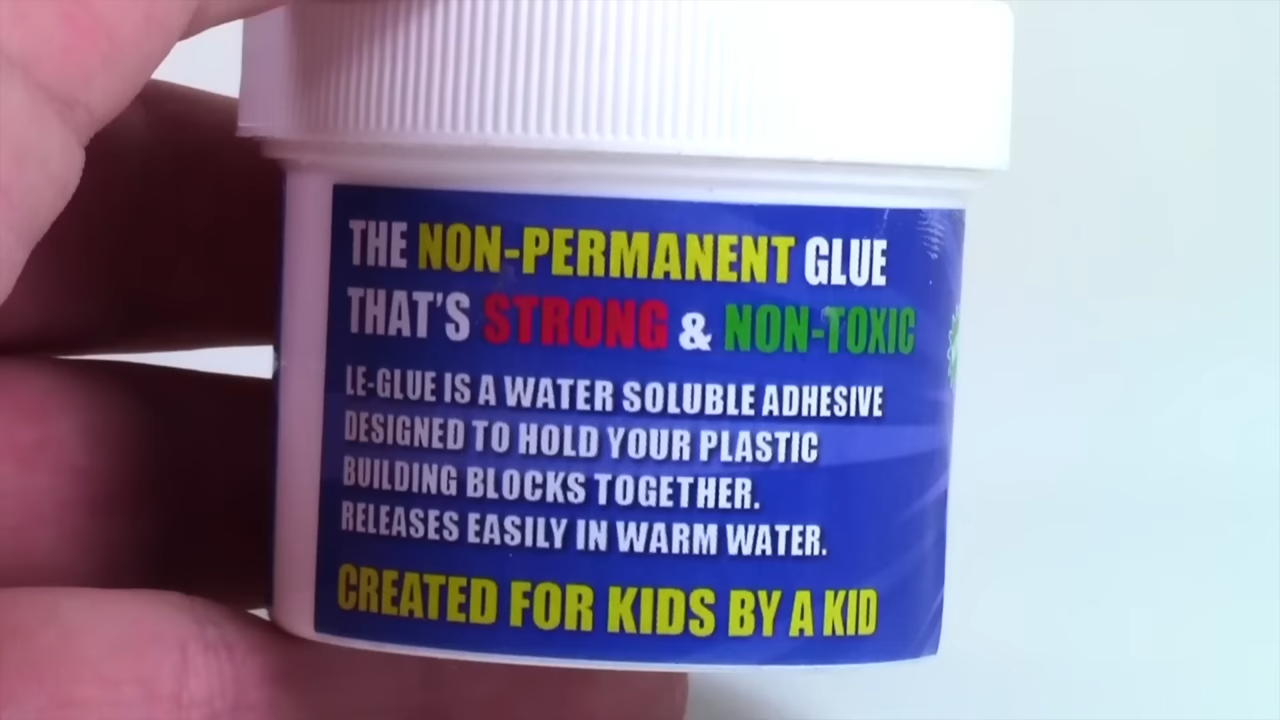 THE NON-PERMANENT GLUE
THAT'S STRONG & NON-TOXIC
LE-GLUE IS A WATER SOLUBLE ADHESIVE
DESIGNED TO HOLD YOUR PLASTIC
BUILDING BLOCKS TOGETHER.
RELEASES EASILY IN WARM WATER.
CREATED FOR KIDS BY A KID